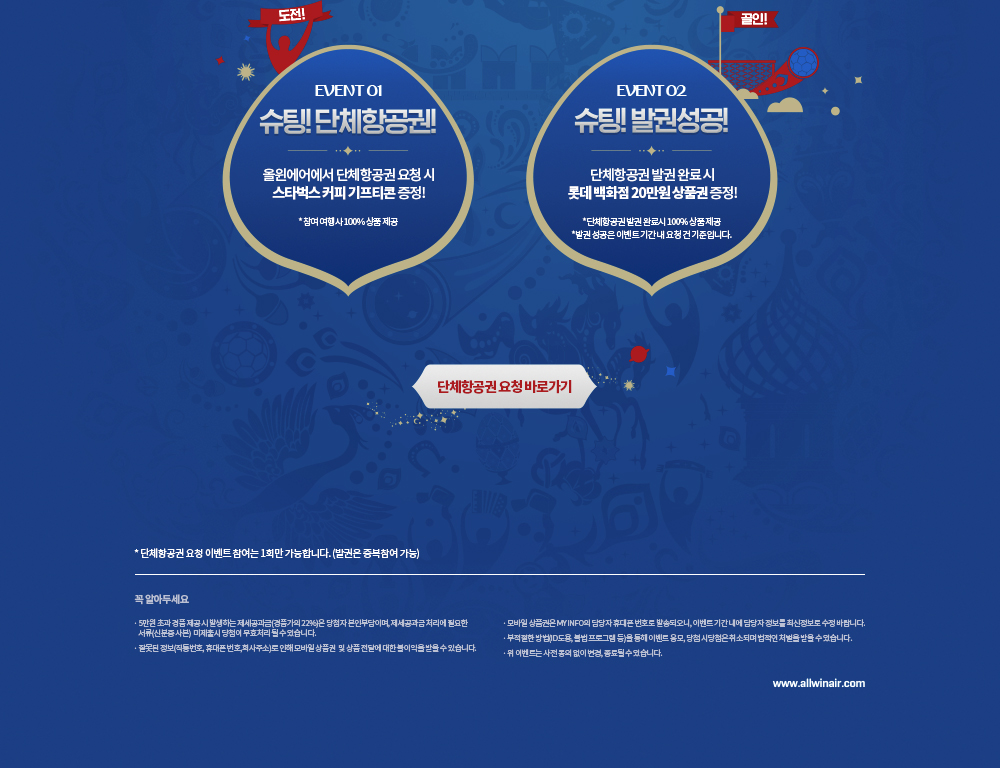 도전!
골인!
EVENT 01
슈팅! 단체항공권!
올윈에어에서 단체항공권 요청 시
스타벅스 커피 기프티콘 증정!
* 참여 여행사 100% 상품 제공
EVENT 02
슈팅! 발권성공!
단체항공권 발권 완료 시
롯데 백화점 20만원 상품권 증정!
*단체항공권 발권 완료시 100% 상품 제공
*발권 성공은 이벤트 기간 내 요청 건 기준입니다.
단체항공권 요청 바로가기
* 단체항공권 요청 이벤트 참여는 1회만 가능합니다. (발권은 중복참여 가능)
꼭 알아두세요
· 5만원 초과 경품 제공 시 발생하는 제세공과금(경품가의 22%)은 당첨자 본인부담이며, 제세공과금 처리에 필요한
서류(신분증 사본) 미제출시 당첨이 무효처리 될 수 있습니다.
· 잘못된 정보(직통번호, 휴대폰 번호,회사주소)로 인해 모바일 상품권 및 상품 전달에 대한 불이익을 받을 수 있습니다.
· 모바일 상품권은 MY INFO의 담당자 휴대폰 번호로 발송되오니, 이벤트 기간 내에 담당자 정보를 최신정보로 수정 바랍니다.
· 부적절한 방법(ID도용, 불법 프로그램 등)을 통해 이벤트 응모, 당첨 시 당첨은 취소되며 법적인 처벌을 받을 수 있습니다.
· 위 이벤트는 사전 동의 없이 변경, 종료될 수 있습니다.
www.allwinair.com